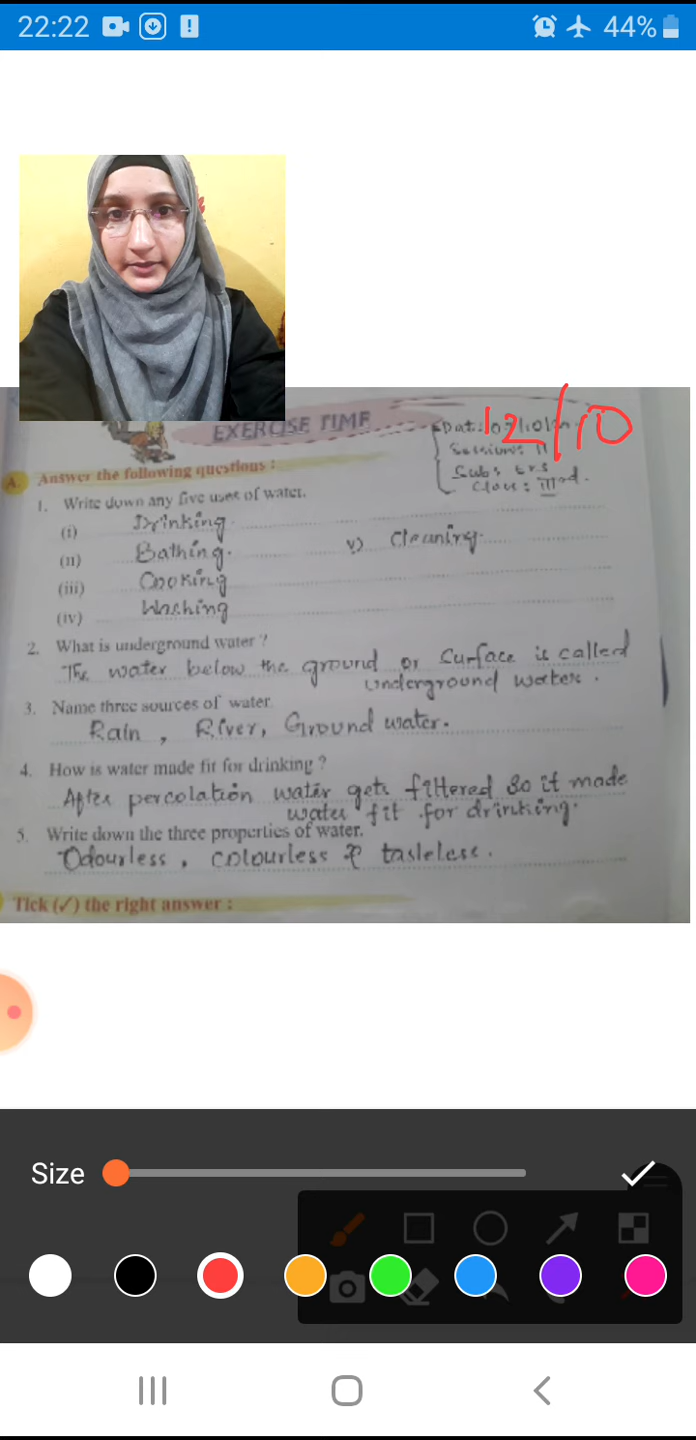 22:22
44%
EXERCISE TIME
12/10
Sub: EVS
Class: IIIrd.
A. Answer the following questions :
1. Write down any five uses of water.
(i) Drinking
(ii) Bathing.
v) Cleaning.
(iii) Cooking
(iv) Washing
2. What is underground water ?
The water below the ground or surface is called
underground water.
3. Name three sources of water.
Rain , River, Ground water.
4. How is water made fit for drinking ?
After percolation water gets filtered so it made
water fit for drinking.
5. Write down the three properties of water.
Odourless , colourless & tasteless .
Tick (✓) the right answer :
Size